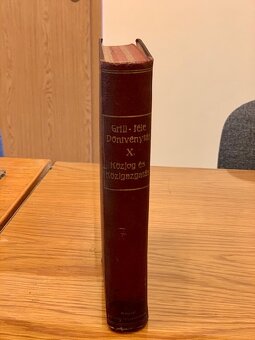 Grill - féle
Döntvénytár
X.
Közjog és
Közigazgatás